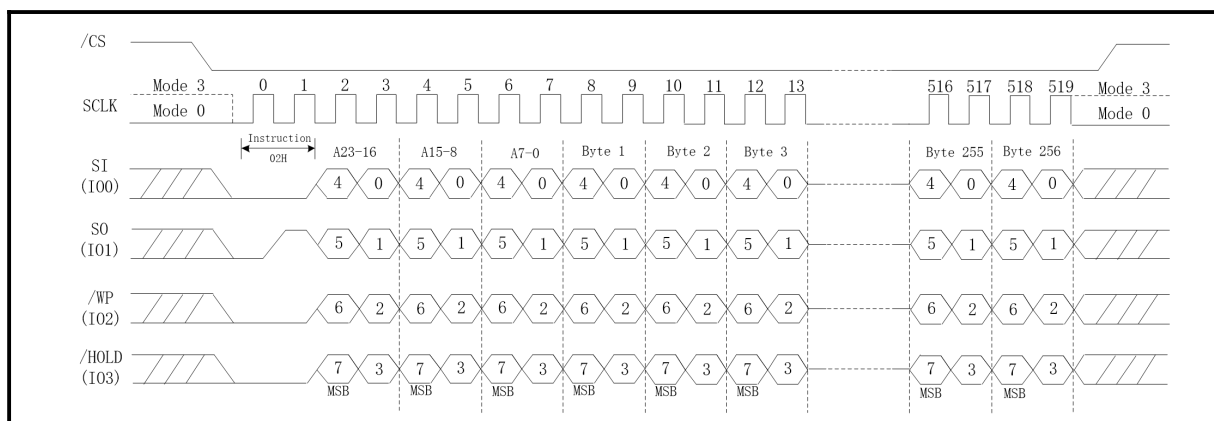 /CS
Mode 3 0 1 2 3 4 5 6 7 8 9 10 11 12 13 516 517 518 519 Mode 3
SCLK
Mode 0 Mode 0
Instruction
02H
A23-16 A15-8 A7-0 Byte 1 Byte 2 Byte 3 Byte 255 Byte 256
SI
(IO0)
4 0 4 0 4 0 4 0 4 0 4 0 4 0 4 0
SO
(IO1)
5 1 5 1 5 1 5 1 5 1 5 1 5 1 5 1
/WP
(IO2)
6 2 6 2 6 2 6 2 6 2 6 2 6 2 6 2
/HOLD
(IO3)
7 3 7 3 7 3 7 3 7 3 7 3 7 3 7 3
MSB MSB MSB MSB MSB MSB MSB MSB